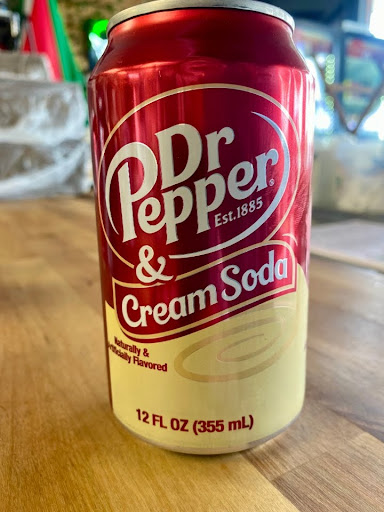 Dr
Pepper
Est.1885
&
Cream Soda
Naturally &
Artificially Flavored
12 FL OZ (355 mL)